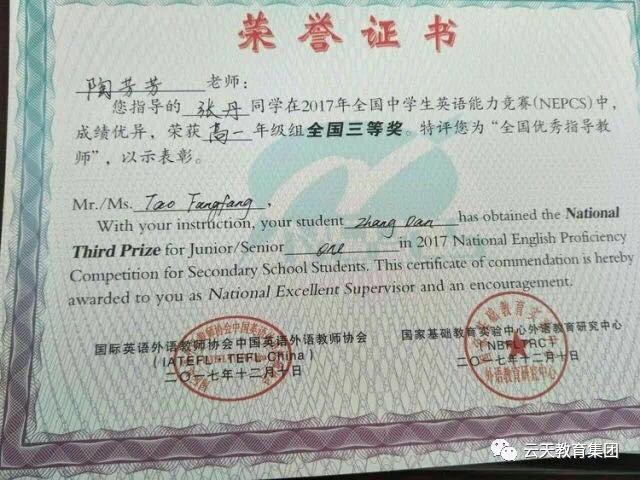 荣誉证书
陶芳芳 老师：
您指导的 张丹 同学在2017年全国中学生英语能力竞赛(NEPCS)中，
成绩优异，荣获 高一 年级组全国三等奖。特评您为“全国优秀指导教
师”，以示表彰。
Mr./Ms. Tao Fangfang,
With your instruction, your student Zhang Dan has obtained the National
Third Prize for Junior/Senior one in 2017 National English Proficiency
Competition for Secondary School Students. This certificate of commendation is hereby
awarded to you as National Excellent Supervisor and an encouragement.
国际英语外语教师协会中国英语外语教师协会
(IATEFL TEFL China)
二〇一七年十二月十日
国家基础教育实验中心外语教育研究中心
二〇一七年十二月十日
外语教育研究中心
云天教育集团